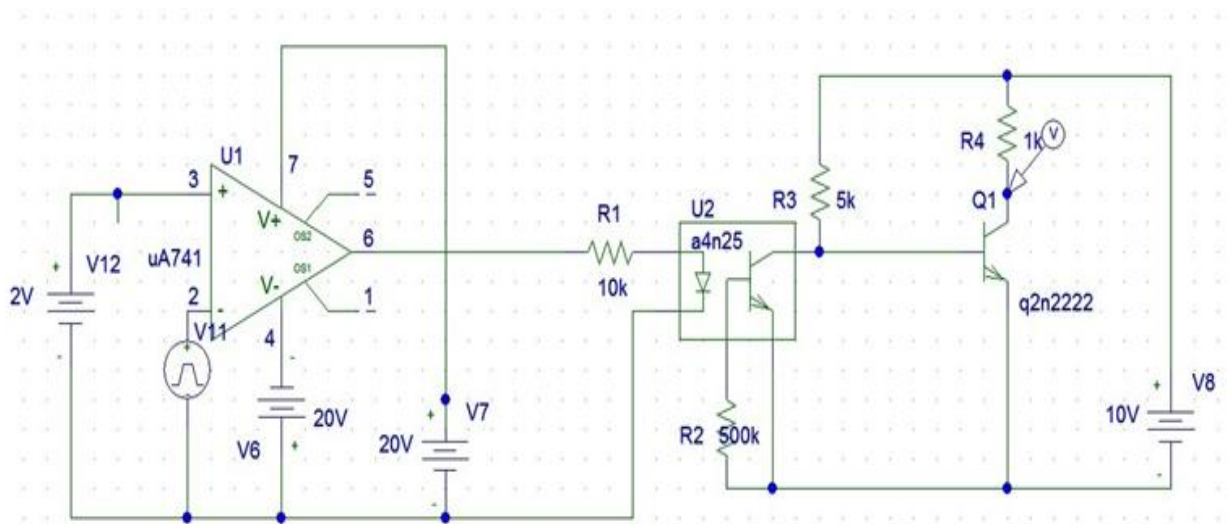 U1
7
3
+
5
V+
OS2
6
V12
+
uA741
V-
OS1
2V
2
-
1
V11
+
4
-
-
20V
V6
+
V7
+
20V
-
R1
10k
U2
a4n25
R3
5k
R4
1k
V
Q1
q2n2222
R2
500k
V8
+
10V
-